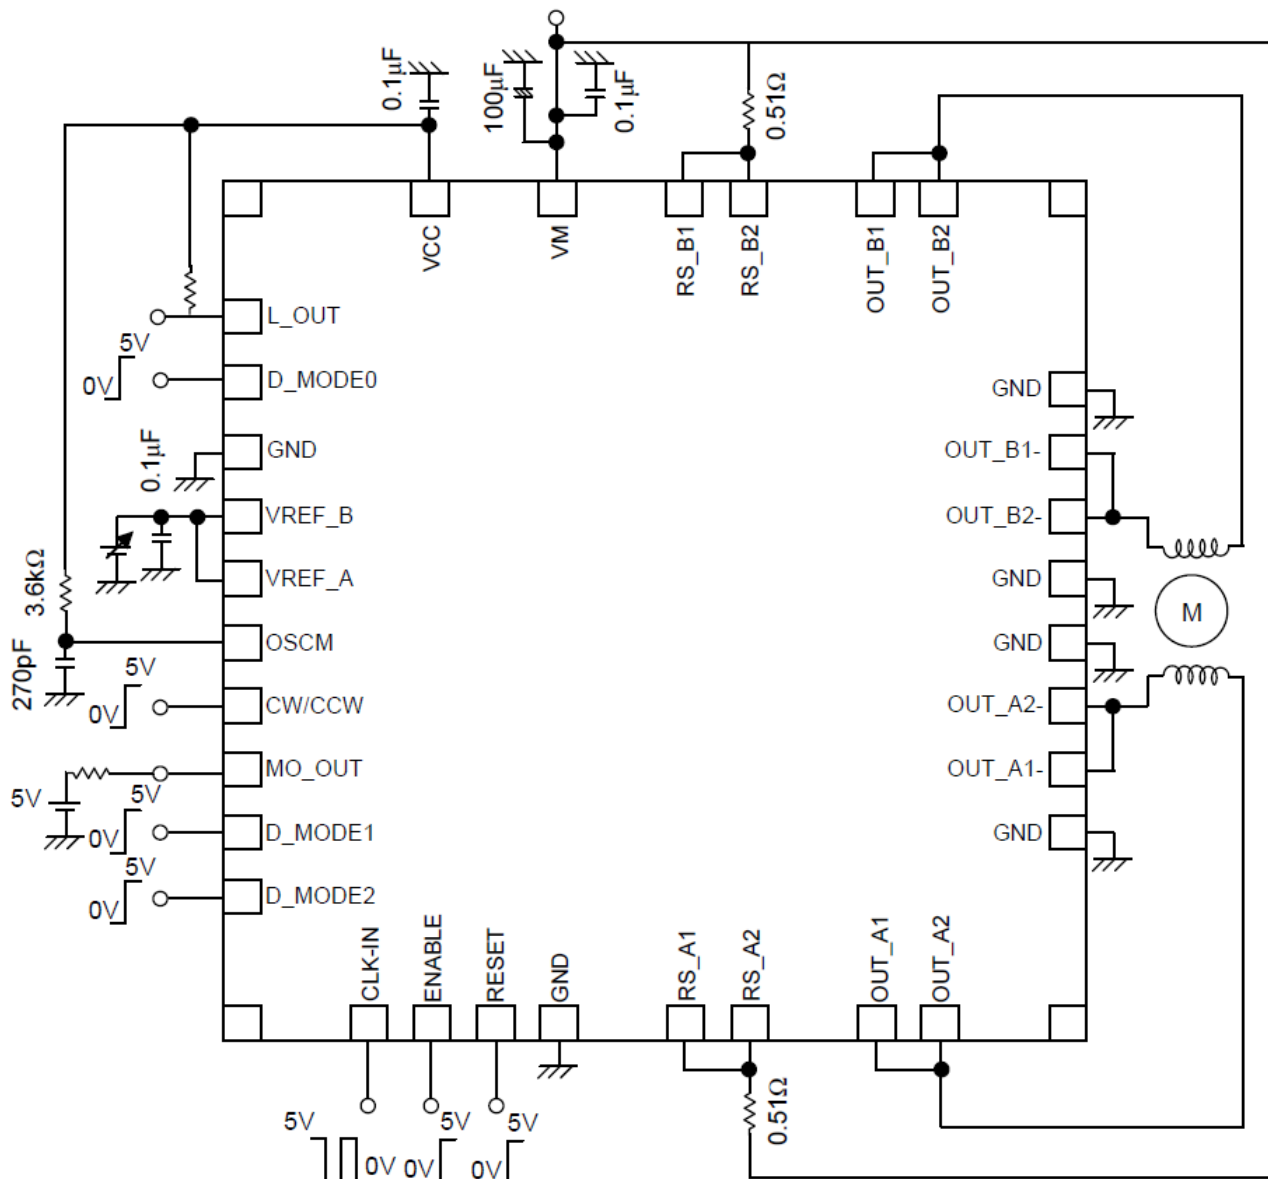 0.1μF
100μF
0.1μF
0.51Ω
VCC
VM
RS_B1
RS_B2
OUT_B1
OUT_B2
L_OUT
5V
0V
D_MODE0
GND
0.1μF
GND
OUT_B1-
VREF_B
OUT_B2-
3.6kΩ
VREF_A
GND
M
270pF
OSCM
GND
5V
0V
CW/CCW
OUT_A2-
MO_OUT
OUT_A1-
5V
5V
0V
D_MODE1
GND
5V
0V
D_MODE2
CLK-IN
ENABLE
RESET
GND
RS_A1
RS_A2
OUT_A1
OUT_A2
0.51Ω
5V
0V
5V
0V
5V
0V